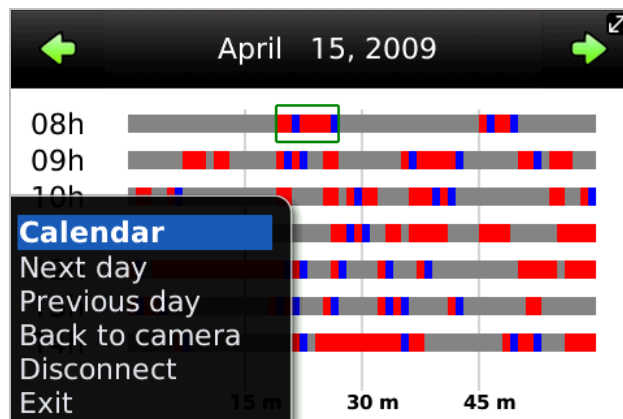 April 15, 2009
08h
09h
10h
Calendar
Next day
Previous day
Back to camera
Disconnect
Exit
15 m 30 m 45 m